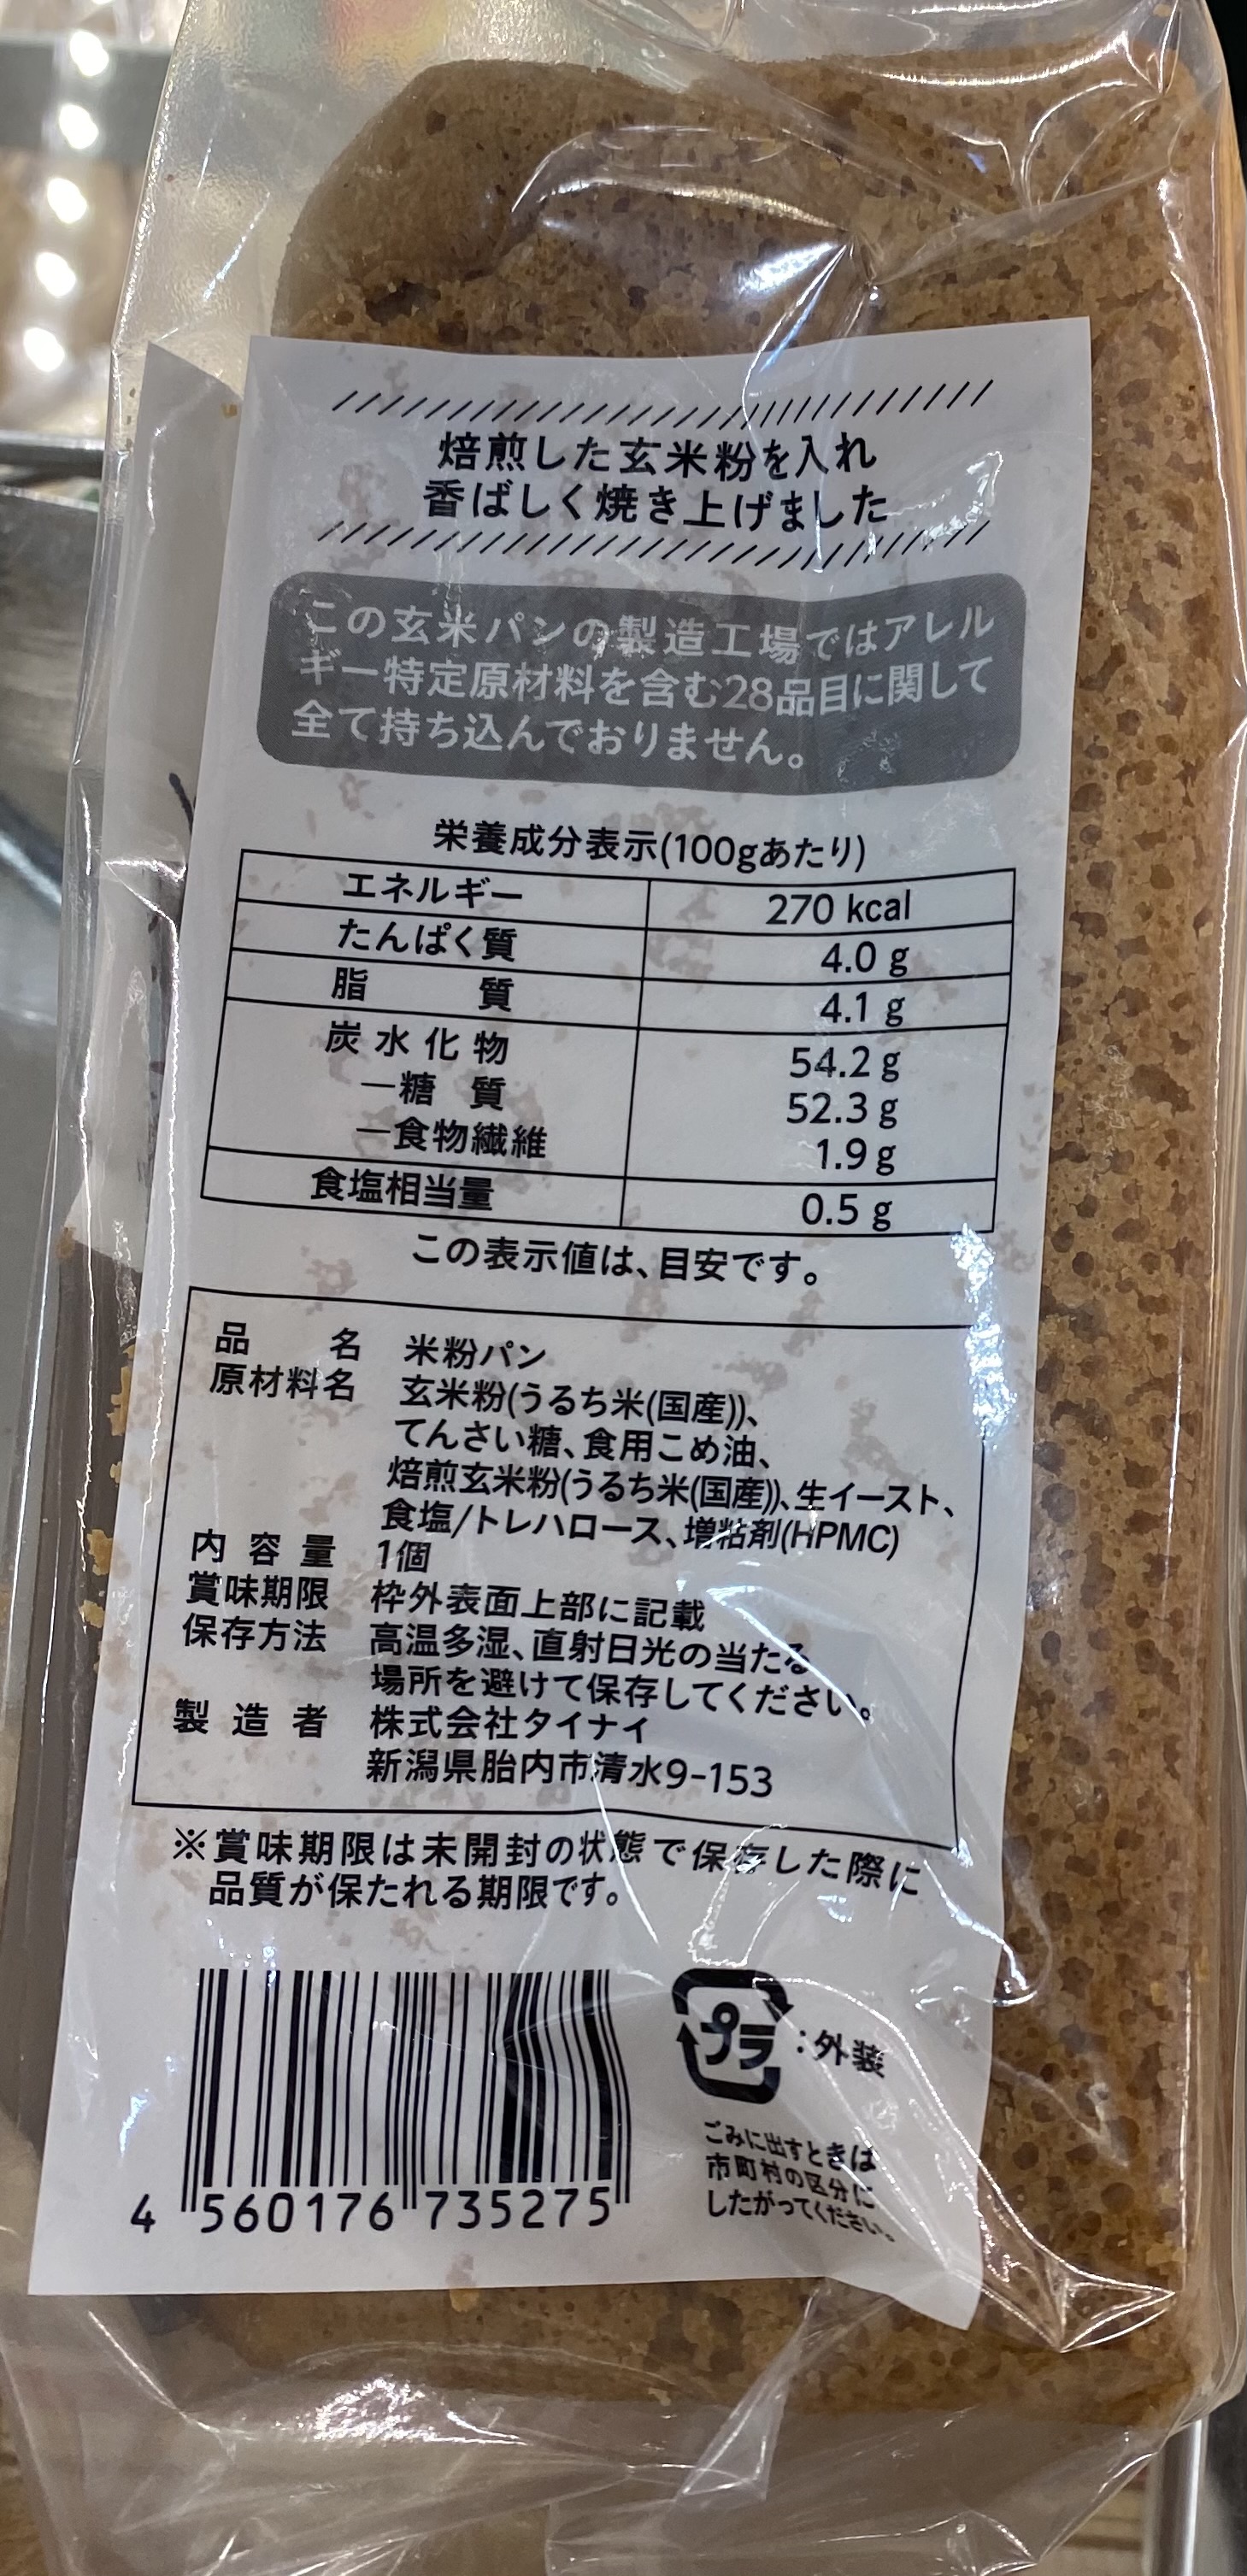 焙煎した玄米粉を入れ
香ばしく焼き上げました
この玄米パンの製造工場ではアレル
ギー特定原材料を含む28品目に関して
全て持ち込んでおりません。
栄養成分表示(100gあたり)
エネルギー 270 kcal
たんぱく質 4.0 g
脂質 4.1 g
炭水化物 54.2 g
―糖質 52.3 g
―食物繊維 1.9 g
食塩相当量 0.5 g
この表示値は、目安です。
品名 米粉パン
原材料名 玄米粉(うるち米(国産))、
てんさい糖、食用こめ油、
焙煎玄米粉(うるち米(国産))、生イースト、
食塩/トレハロース、増粘剤(HPMC)
内容量 1個
賞味期限 枠外表面上部に記載
保存方法 高温多湿、直射日光の当たる
場所を避けて保存してください。
製造者 株式会社タイナイ
新潟県胎内市清水9-153
※賞味期限は未開封の状態で保存した際に
品質が保たれる期限です。
プラ:外装
ごみに出すときは
市町村の区分に
したがってください。
4 560176 735275